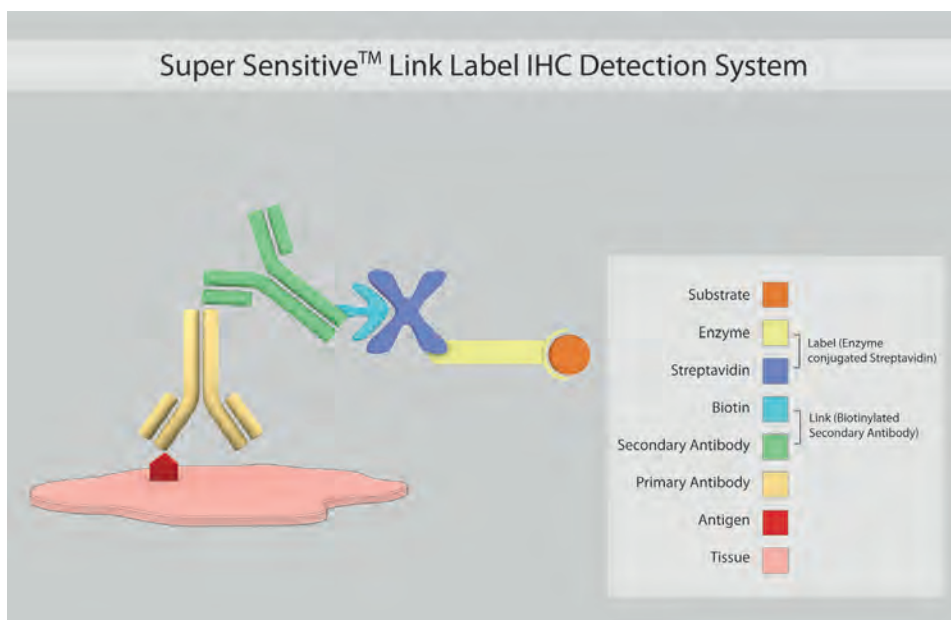 Super Sensitive™ Link Label IHC Detection System
Substrate
Enzyme
Label (Enzyme
conjugated Streptavidin)
Streptavidin
Biotin
Link (Biotinylated
Secondary Antibody)
Secondary Antibody
Primary Antibody
Antigen
Tissue